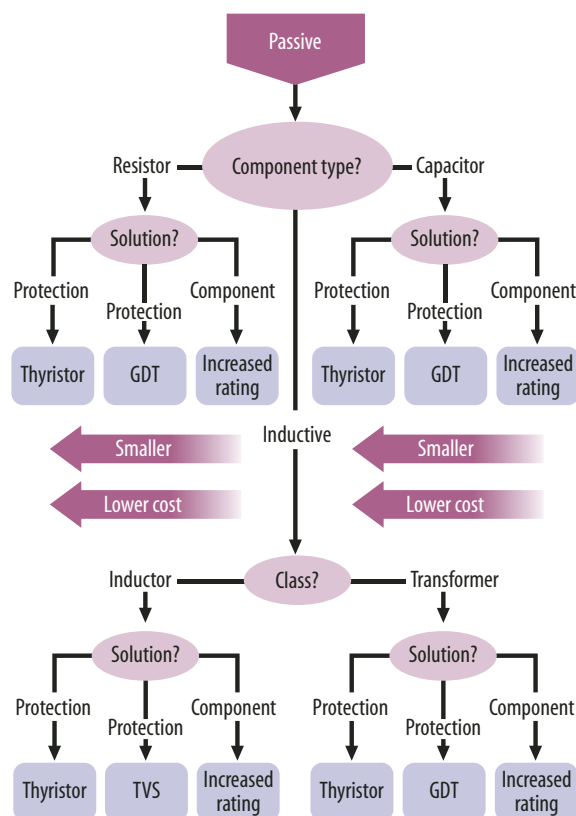 Passive
Component type?
Resistor
Capacitor
Solution?
Solution?
Protection
Protection
Component
Protection
Protection
Component
Thyristor
GDT
Increased
rating
Thyristor
GDT
Increased
rating
Inductive
Smaller
Smaller
Lower cost
Lower cost
Class?
Inductor
Transformer
Solution?
Solution?
Protection
Protection
Component
Protection
Protection
Component
Thyristor
TVS
Increased
rating
Thyristor
GDT
Increased
rating